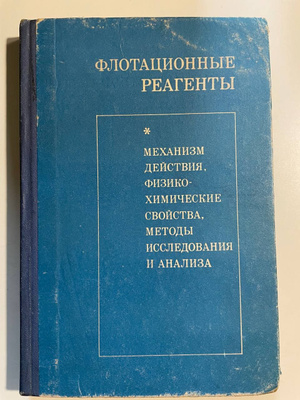 ФЛОТАЦИОННЫЕ
РЕАГЕНТЫ
*
МЕХАНИЗМ
ДЕЙСТВИЯ,
ФИЗИКО-
ХИМИЧЕСКИЕ
СВОЙСТВА,
МЕТОДЫ
ИССЛЕДОВАНИЯ
И АНАЛИЗА